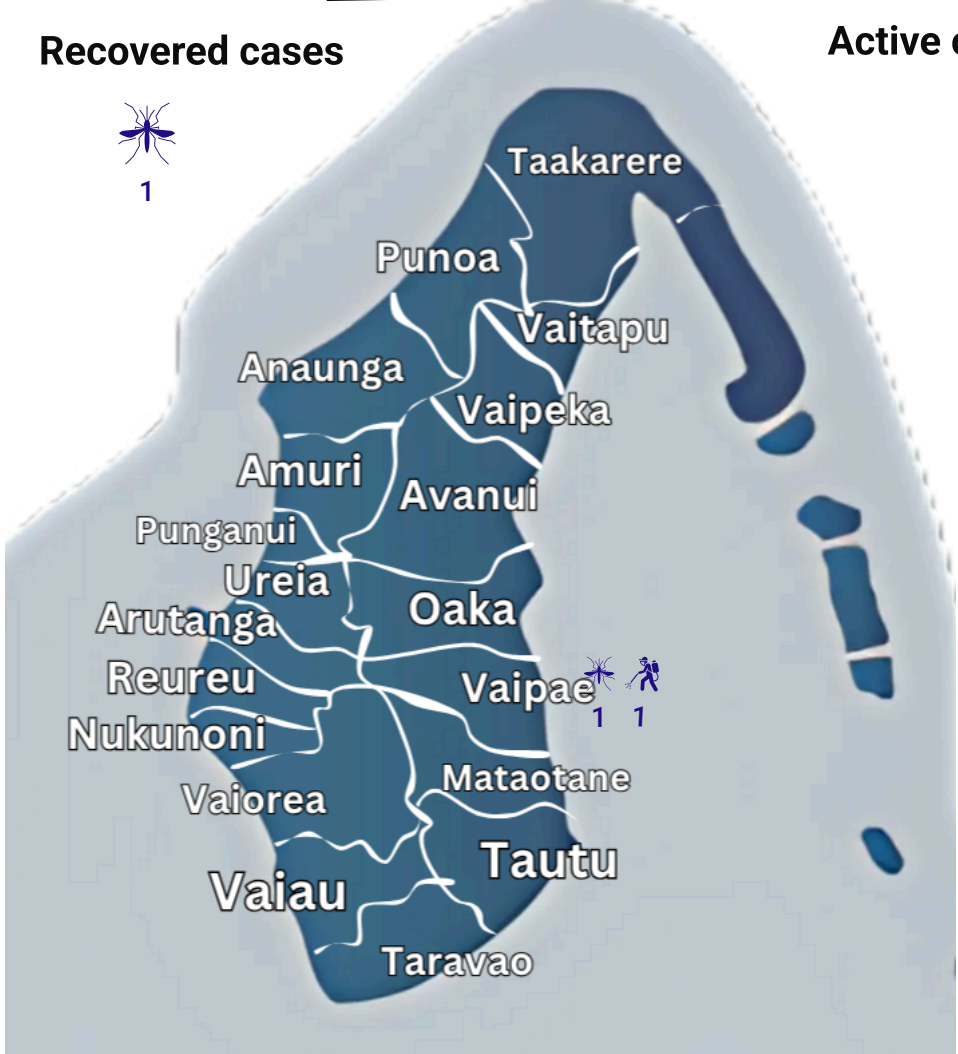 Recovered cases
Active
1
Taakarere
Punoa
Vaitapu
Anaunga
Vaipeka
Amuri
Avanui
Punganui
Ureia
Oaka
Arutanga
Reureu
Vaipae
1 1
Nukunoni
Mataotane
Vaiorea
Tautu
Vaiau
Taravao